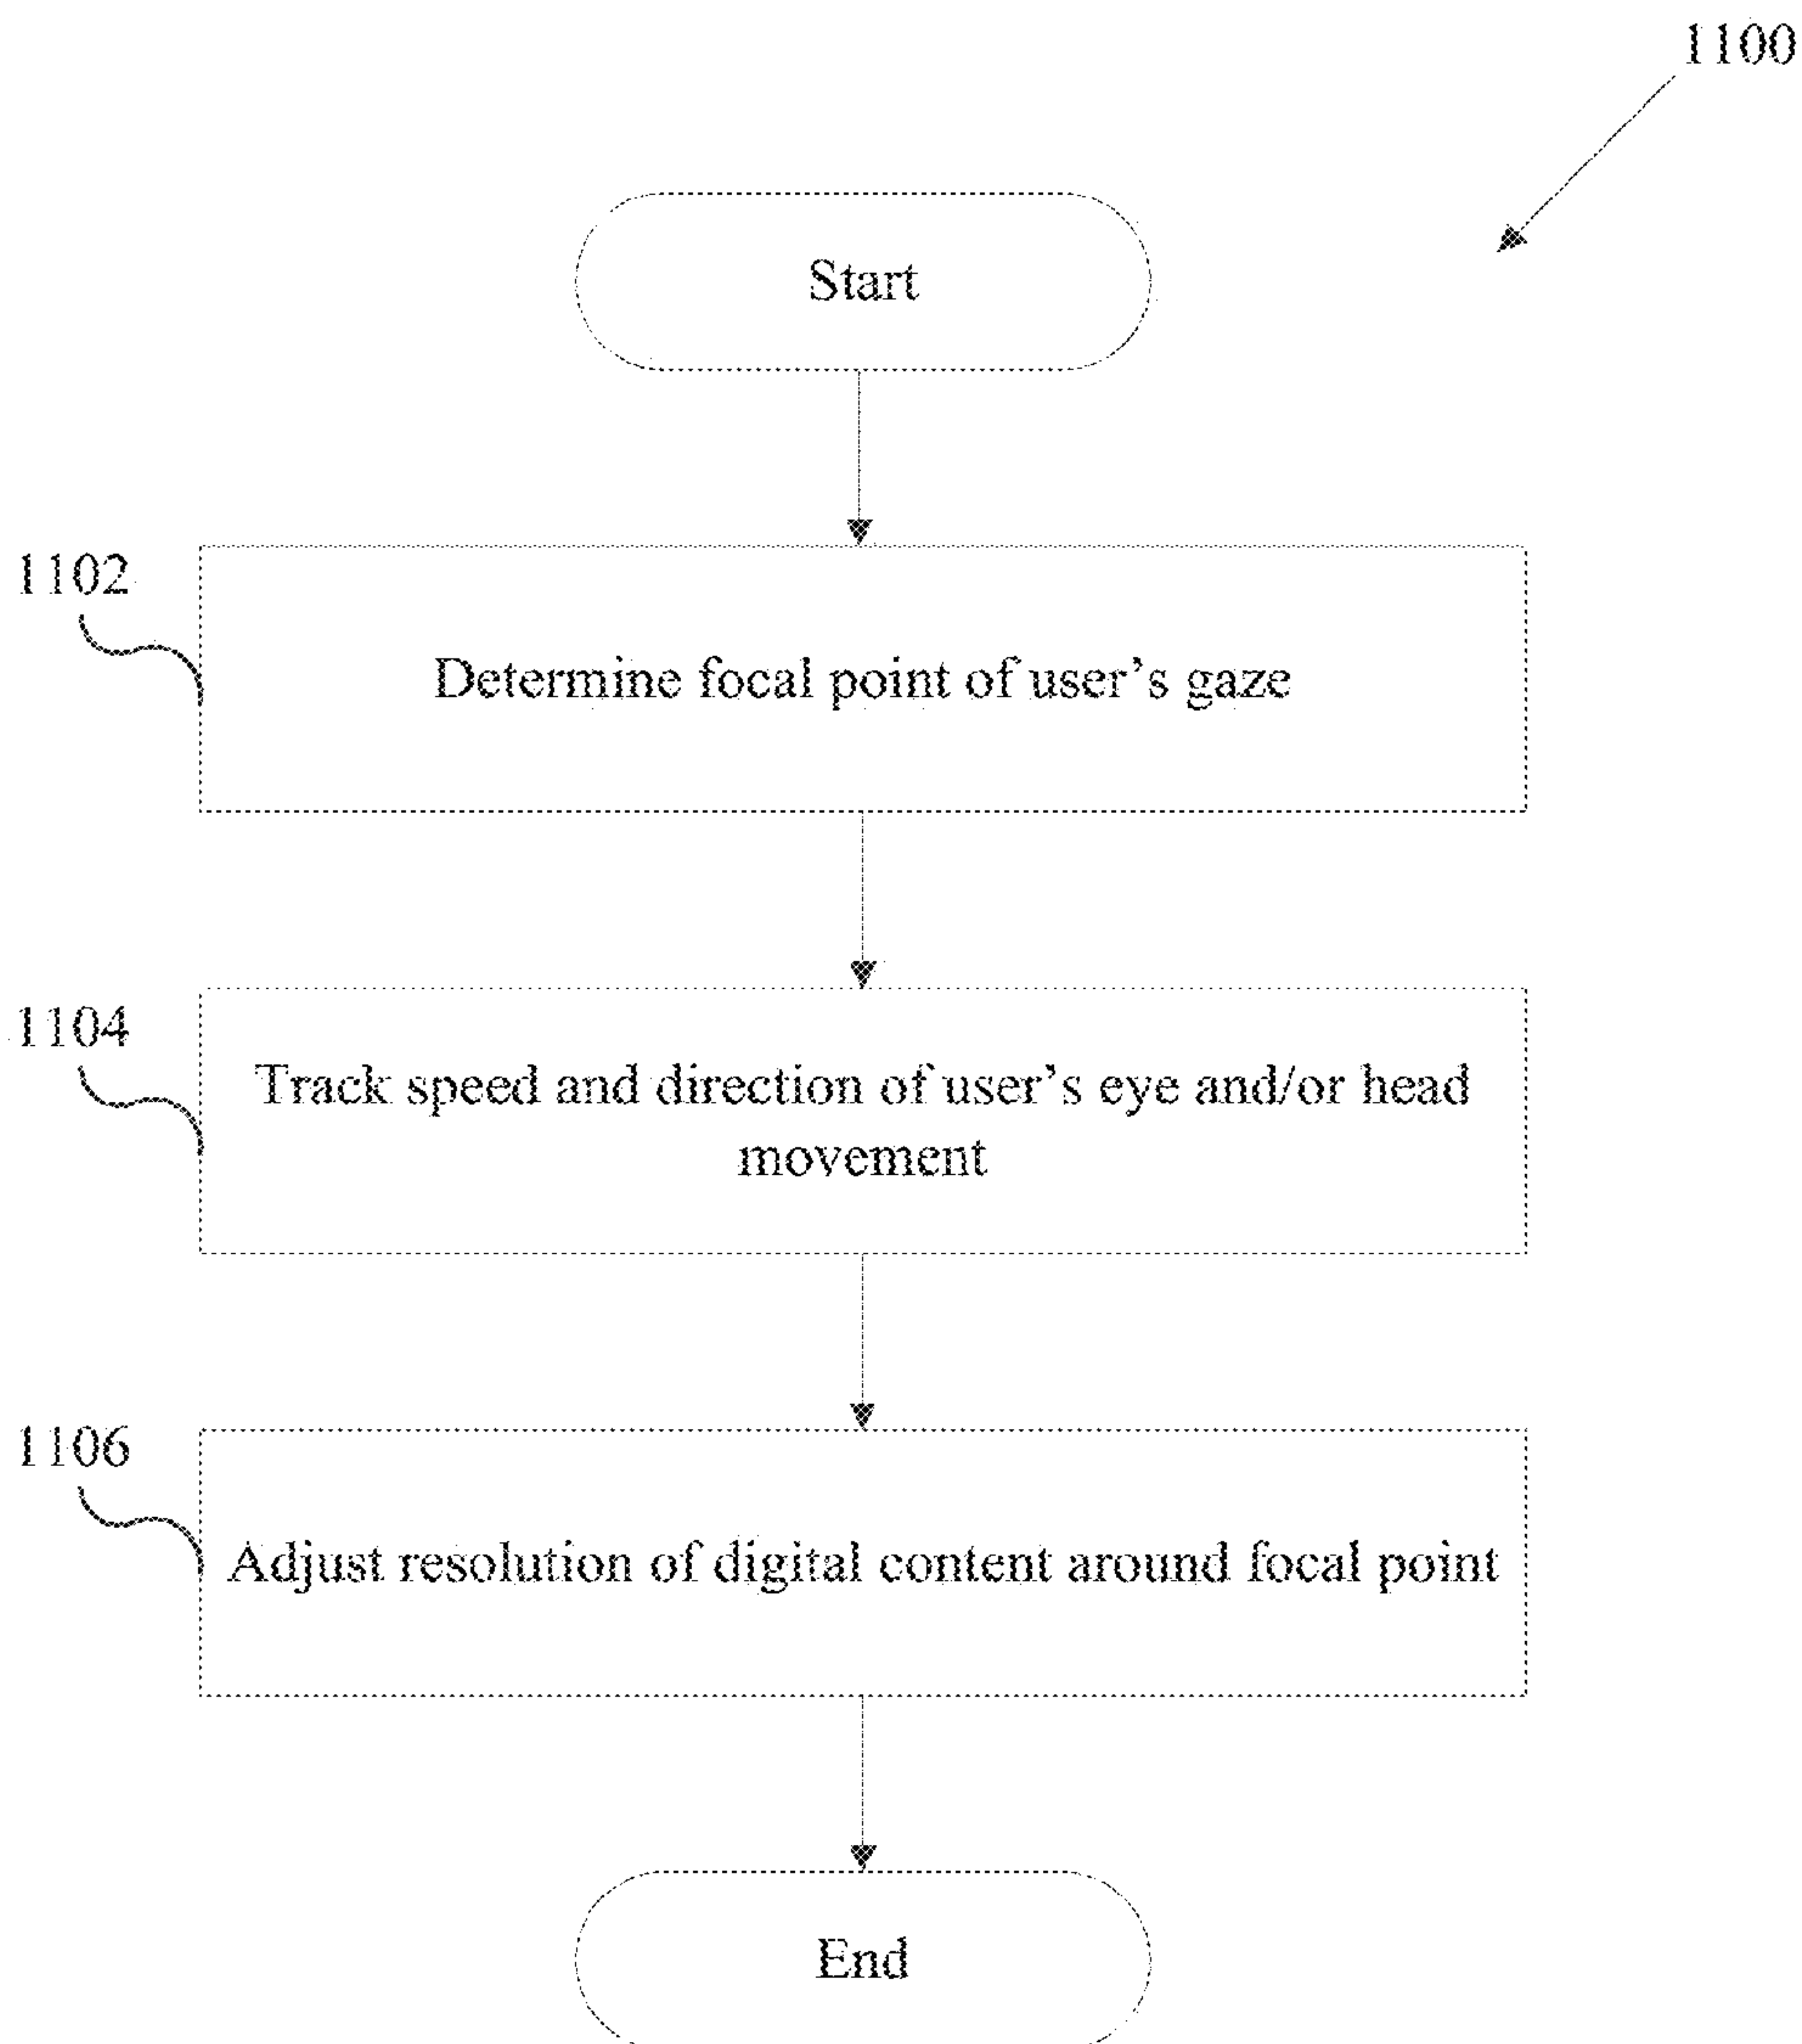 1100
Start
1102
Determine focal point of user's gaze
1104
Track speed and direction of user's eye and/or head
movement
1106
Adjust resolution of digital content around focal point
End